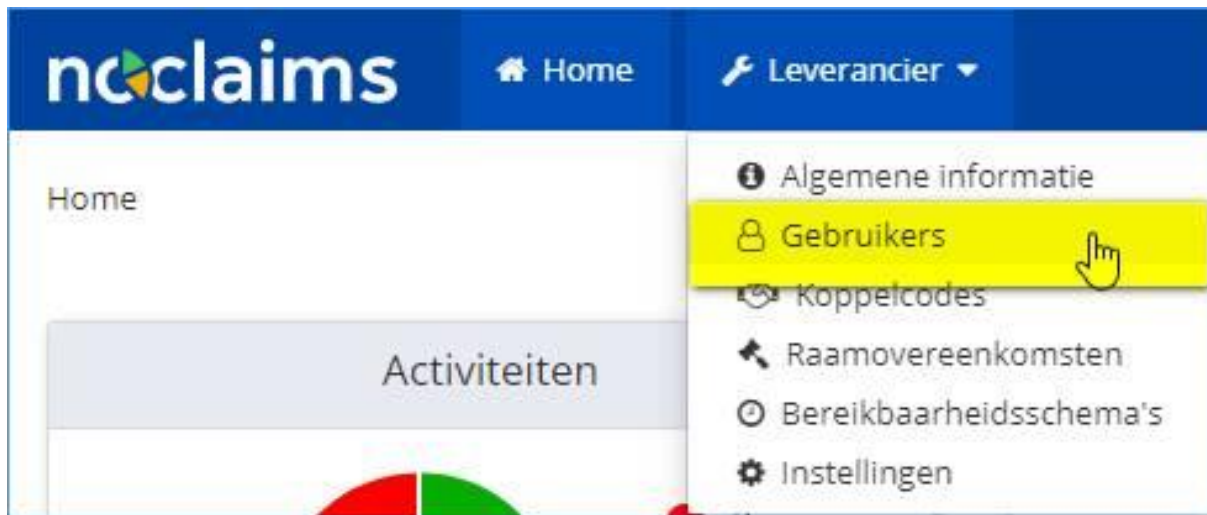 noclaims Home Leverancier
Home
Algemene informatie
Gebruikers
Koppelcodes
Raamovereenkomsten
Bereikbaarheidsschema's
Instellingen
Activiteiten